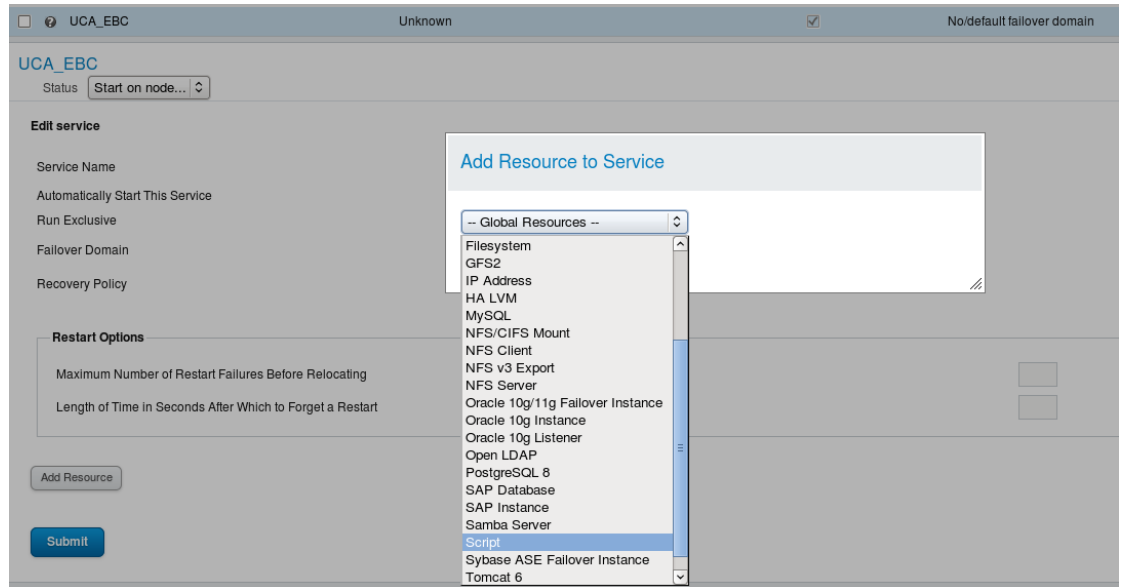 UCA_EBC Unknown No/default failover domain
UCA_EBC
Status Start on node...
Edit service
Service Name
Automatically Start This Service
Run Exclusive
Failover Domain
Recovery Policy
Restart Options
Maximum Number of Restart Failures Before Relocating
Length of Time in Seconds After Which to Forget a Restart
Add Resource
Submit
Add Resource to Service
-- Global Resources --
Filesystem
GFS2
IP Address
HA LVM
MySQL
NFS/CIFS Mount
NFS Client
NFS v3 Export
NFS Server
Oracle 10g/11g Failover Instance
Oracle 10g Instance
Oracle 10g Listener
Open LDAP
PostgreSQL 8
SAP Database
SAP Instance
Samba Server
Script
Sybase ASE Failover Instance
Tomcat 6